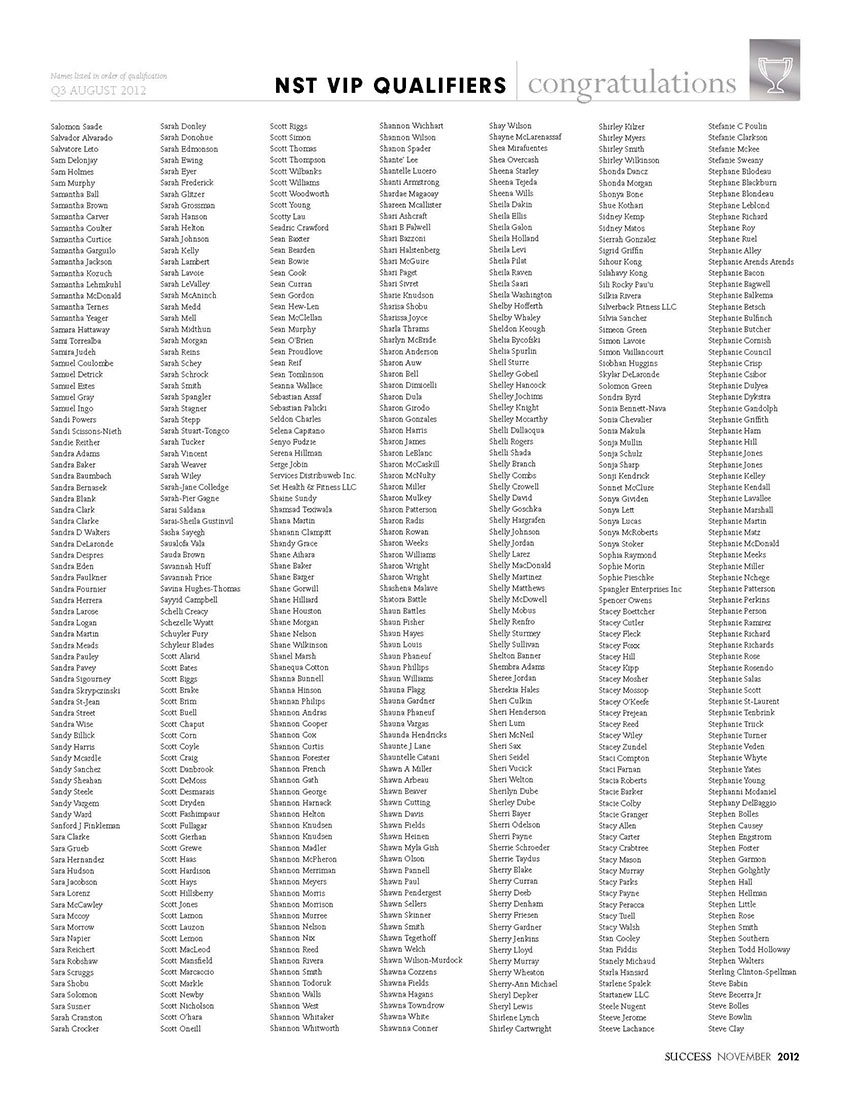 Names listed in order of qualification
Q3 AUGUST 2012
NST VIP QUALIFIERS
congratulations
Salomon Saade
Salvador Alvarado
Salvatore Leto
Sam Delonjay
Sam Holmes
Sam Murphy
Samantha Ball
Samantha Brown
Samantha Carver
Samantha Coulter
Samantha Curtice
Samantha Garguilo
Samantha Jackson
Samantha Kozuch
Samantha Lehmkuhl
Samantha McDonald
Samantha Ternes
Samantha Yeager
Samara Hattaway
Sami Torrealba
Samira Judeh
Samuel Coulombe
Samuel Detrick
Samuel Estes
Samuel Gray
Samuel Ingo
Sandi Powers
Sandi Scissons-Nieth
Sandie Reither
Sandra Adams
Sandra Baker
Sandra Baumbach
Sandra Bernasek
Sandra Blank
Sandra Clark
Sandra Clarke
Sandra D Walters
Sandra DeLaronde
Sandra Despres
Sandra Eden
Sandra Faulkner
Sandra Fournier
Sandra Herrera
Sandra Larose
Sandra Logan
Sandra Martin
Sandra Meads
Sandra Pauley
Sandra Pavey
Sandra Sigourney
Sandra Skrypczinski
Sandra St-Jean
Sandra Street
Sandra Wise
Sandy Billick
Sandy Harris
Sandy Mcardle
Sandy Sanchez
Sandy Sheahan
Sandy Steele
Sandy Vargem
Sandy Ward
Sanford J Finkleman
Sara Clarke
Sara Grueb
Sara Hernandez
Sara Hudson
Sara Jacobson
Sara Lorenz
Sara McCawley
Sara Mccoy
Sara Morrow
Sara Napier
Sara Reichert
Sara Robshaw
Sara Scruggs
Sara Shobu
Sara Solomon
Sara Susner
Sarah Cranston
Sarah Crocker
Sarah Donley
Sarah Donohue
Sarah Edmonson
Sarah Ewing
Sarah Eyer
Sarah Frederick
Sarah Glitzer
Sarah Grossman
Sarah Hanson
Sarah Helton
Sarah Johnson
Sarah Kelly
Sarah Lambert
Sarah Lavoie
Sarah LeValley
Sarah McAninch
Sarah Medd
Sarah Mell
Sarah Midthun
Sarah Morgan
Sarah Reins
Sarah Schey
Sarah Schrock
Sarah Smith
Sarah Spangler
Sarah Stagner
Sarah Stepp
Sarah Stuart-Tongco
Sarah Tucker
Sarah Vincent
Sarah Weaver
Sarah Wiley
Sarah-Jane Colledge
Sarah-Pier Gagne
Sarai Saldana
Sarai-Sheila Gustinvil
Sasha Sayegh
Saualofa Vala
Sauda Brown
Savannah Huff
Savannah Price
Savina Hughes-Thomas
Sayyid Campbell
Schelli Creacy
Schezelle Wyatt
Schuyler Fury
Schyleur Blades
Scott Alarid
Scott Bates
Scott Biggs
Scott Brake
Scott Brim
Scott Buell
Scott Chaput
Scott Corn
Scott Coyle
Scott Craig
Scott Danbrook
Scott DeMoss
Scott Desmarais
Scott Dryden
Scott Fashimpaur
Scott Fullagar
Scott Gierhan
Scott Grewe
Scott Haas
Scott Hardison
Scott Hays
Scott Hillsberry
Scott Jones
Scott Lamon
Scott Lauzon
Scott Lemon
Scott MacLeod
Scott Mansfield
Scott Marcaccio
Scott Markle
Scott Newby
Scott Nicholson
Scott O'hara
Scott Oneill
Scott Riggs
Scott Simon
Scott Thomas
Scott Thompson
Scott Wilbanks
Scott Williams
Scott Woodworth
Scott Young
Scotty Lau
Seadric Crawford
Sean Baxter
Sean Bearden
Sean Bowie
Sean Cook
Sean Curran
Sean Gordon
Sean Hew-Len
Sean McClellan
Sean Murphy
Sean O'Brien
Sean Proudlove
Sean Reif
Sean Tomlinson
Seanna Wallace
Sebastian Assaf
Sebastian Palicki
Seldon Charles
Selena Capitano
Senyo Fudzie
Serena Hillman
Serge Jobin
Services Distribuweb Inc.
Set Health & Fitness LLC
Shaine Sundy
Shamsad Texiwala
Shana Martin
Shanann Clampitt
Shandy Grace
Shane Aihara
Shane Baker
Shane Barger
Shane Gorwill
Shane Hilliard
Shane Houston
Shane Morgan
Shane Nelson
Shane Wilkinson
Shanel Marsh
Shanequa Cotton
Shanna Bunnell
Shanna Hinson
Shannan Philips
Shannon Andras
Shannon Cooper
Shannon Cox
Shannon Curtis
Shannon Forester
Shannon French
Shannon Gath
Shannon George
Shannon Harnack
Shannon Helton
Shannon Knudsen
Shannon Knudsen
Shannon Madler
Shannon McPheron
Shannon Merriman
Shannon Meyers
Shannon Morris
Shannon Morrison
Shannon Murree
Shannon Nelson
Shannon Nix
Shannon Reed
Shannon Rivera
Shannon Smith
Shannon Todoruk
Shannon Walls
Shannon West
Shannon Whitaker
Shannon Whitworth
Shannon Wichhart
Shannon Wilson
Shanon Spader
Shante' Lee
Shantelle Lucero
Shanti Armstrong
Shardae Magaoay
Shareen Mcallister
Shari Ashcraft
Shari B Falwell
Shari Bazzoni
Shari Halstenberg
Shari McGuire
Shari Paget
Shari Sivret
Sharie Knudson
Sharisa Shobu
Sharissa Joyce
Sharla Thrams
Sharlyn McBride
Sharon Anderson
Sharon Auw
Sharon Bell
Sharon Dimicelli
Sharon Dula
Sharon Girodo
Sharon Gonzales
Sharon Harris
Sharon James
Sharon LeBlanc
Sharon McCaskill
Sharon McNulty
Sharon Miller
Sharon Mulkey
Sharon Patterson
Sharon Radis
Sharon Rowan
Sharon Weeks
Sharon Williams
Sharon Wright
Sharon Wright
Shashena Malave
Shatora Battle
Shaun Battles
Shaun Fisher
Shaun Hayes
Shaun Louis
Shaun Phaneuf
Shaun Phillips
Shaun Williams
Shauna Flagg
Shauna Gardner
Shauna Phaneuf
Shauna Vargas
Shaunda Hendricks
Shaunte J Lane
Shauntelle Catani
Shawn A Miller
Shawn Arbeau
Shawn Beaver
Shawn Cutting
Shawn Davis
Shawn Fields
Shawn Heinen
Shawn Myla Gish
Shawn Olson
Shawn Pannell
Shawn Paul
Shawn Pendergest
Shawn Sellers
Shawn Skinner
Shawn Smith
Shawn Tegethoff
Shawn Welch
Shawn Wilson-Murdock
Shawna Cozzens
Shawna Fields
Shawna Hagans
Shawna Towndrow
Shawna White
Shawnna Conner
Shay Wilson
Shayne McLarenassaf
Shea Mirafuentes
Shea Overcash
Sheena Starley
Sheena Tejeda
Sheena Wills
Sheila Dakin
Sheila Ellis
Sheila Galon
Sheila Holland
Sheila Levi
Sheila Pilat
Sheila Raven
Sheila Saari
Sheila Washington
Shelby Hofferth
Shelby Whaley
Sheldon Keough
Shelia Bycofski
Shelia Spurlin
Shell Sturre
Shelley Gobeil
Shelley Hancock
Shelley Jochims
Shelley Knight
Shelley Mccarthy
Shelli Dallacqua
Shelli Rogers
Shelli Shada
Shelly Branch
Shelly Combs
Shelly Crowell
Shelly David
Shelly Goschka
Shelly Hargrafen
Shelly Johnson
Shelly Jordan
Shelly Larez
Shelly MacDonald
Shelly Martinez
Shelly Matthews
Shelly McDowell
Shelly Mobus
Shelly Renfro
Shelly Sturmey
Shelly Sullivan
Shelton Banner
Shembra Adams
Sheree Jordan
Sherekia Hales
Sheri Culkin
Sheri Henderson
Sheri Lum
Sheri McNeil
Sheri Sax
Sheri Seidel
Sheri Vucick
Sheri Welton
Sherilyn Dube
Sherley Dube
Sherri Bayer
Sherri Odelson
Sherri Payne
Sherrie Schroeder
Sherrie Taydus
Sherry Blake
Sherry Curran
Sherry Deeb
Sherry Denham
Sherry Friesen
Sherry Gardner
Sherry Jenkins
Sherry Lloyd
Sherry Murray
Sherry Wheaton
Sherry-Ann Michael
Sheryl Depker
Sheryl Lewis
Shirlene Lynch
Shirley Cartwright
Shirley Kilzer
Shirley Myers
Shirley Smith
Shirley Wilkinson
Shonda Dancz
Shonda Morgan
Shonya Bone
Shue Kothari
Sidney Kemp
Sidney Matos
Sierrah Gonzalez
Sigrid Griffin
Sihour Kong
Silahavy Kong
Sili Rocky Pau'u
Silkia Rivera
Silverback Fitness LLC
Silvia Sanchez
Simeon Green
Simon Lavoie
Simon Vaillancourt
Siobhan Huggins
Skylar DeLaronde
Solomon Green
Sondra Byrd
Sonia Bennett-Nava
Sonia Chevalier
Sonia Makula
Sonja Mullin
Sonja Schulz
Sonja Sharp
Sonji Kendrick
Sonnet McClure
Sonya Gividen
Sonya Lett
Sonya Lucas
Sonya McRoberts
Sonya Stoker
Sophia Raymond
Sophie Morin
Sophie Pieschke
Spangler Enterprises Inc
Spencer Owens
Stacey Boettcher
Stacey Cutler
Stacey Fleck
Stacey Foxx
Stacey Hill
Stacey Kipp
Stacey Mosher
Stacey Mossop
Stacey O'Keefe
Stacey Prejean
Stacey Reed
Stacey Wiley
Stacey Zundel
Staci Compton
Staci Farnan
Stacia Roberts
Stacie Barker
Stacie Colby
Stacie Granger
Stacy Allen
Stacy Carter
Stacy Crabtree
Stacy Mason
Stacy Murray
Stacy Parks
Stacy Payne
Stacy Peracca
Stacy Tuell
Stacy Walsh
Stan Cooley
Stan Fiddis
Stanely Michaud
Starla Hansard
Starlene Spalek
Startanew LLC
Steele Nugent
Steeve Jerome
Steeve Lachance
Stefanie C Poulin
Stefanie Clarkson
Stefanie Mckee
Stefanie Sweany
Stephane Bilodeau
Stephane Blackburn
Stephane Blondeau
Stephane Leblond
Stephane Richard
Stephane Roy
Stephane Ruel
Stephanie Alley
Stephanie Arends Arends
Stephanie Bacon
Stephanie Bagwell
Stephanie Balkema
Stephanie Betsch
Stephanie Bulfinch
Stephanie Butcher
Stephanie Cornish
Stephanie Council
Stephanie Crisp
Stephanie Csibor
Stephanie Dulyea
Stephanie Dykstra
Stephanie Gandolph
Stephanie Griffith
Stephanie Ham
Stephanie Hill
Stephanie Jones
Stephanie Jones
Stephanie Kelley
Stephanie Kendall
Stephanie Lavallee
Stephanie Marshall
Stephanie Martin
Stephanie Matz
Stephanie McDonald
Stephanie Meeks
Stephanie Miller
Stephanie Nchege
Stephanie Patterson
Stephanie Perkins
Stephanie Person
Stephanie Ramirez
Stephanie Richard
Stephanie Richards
Stephanie Rose
Stephanie Rosendo
Stephanie Salas
Stephanie Scott
Stephanie St-Laurent
Stephanie Tenbrink
Stephanie Truck
Stephanie Turner
Stephanie Veden
Stephanie Whyte
Stephanie Yates
Stephanie Young
Stephanni Mcdaniel
Stephany DelBaggio
Stephen Bolles
Stephen Causey
Stephen Engstrom
Stephen Foster
Stephen Garmon
Stephen Golightly
Stephen Hall
Stephen Hellman
Stephen Little
Stephen Rose
Stephen Smith
Stephen Southern
Stephen Todd Holloway
Stephen Walters
Sterling Clinton-Spellman
Steve Babin
Steve Becerra Jr
Steve Bolles
Steve Bowlin
Steve Clay
SUCCESS NOVEMBER 2012